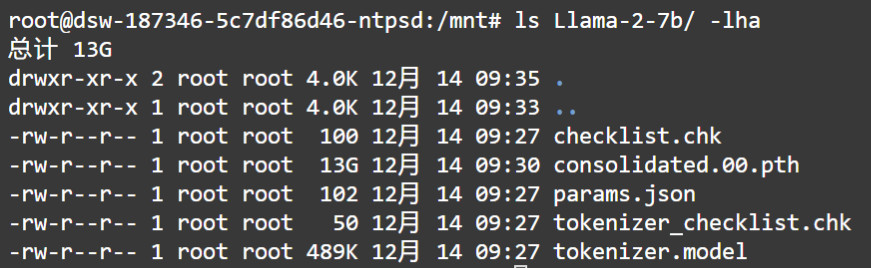 root@dsw-187346-5c7df86d46-ntpsd:/mnt# ls Llama-2-7b/ -lha
总计 13G
drwxr-xr-x 2 root root 4.0K 12月 14 09:35 .
drwxr-xr-x 1 root root 4.0K 12月 14 09:33 ..
-rw-r--r-- 1 root root  100 12月 14 09:27 checklist.chk
-rw-r--r-- 1 root root  13G 12月 14 09:30 consolidated.00.pth
-rw-r--r-- 1 root root  102 12月 14 09:27 params.json
-rw-r--r-- 1 root root   50 12月 14 09:27 tokenizer_checklist.chk
-rw-r--r-- 1 root root 489K 12月 14 09:27 tokenizer.model